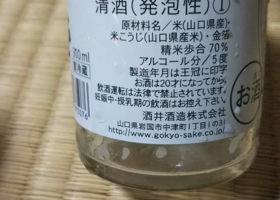 清酒(発泡性)①
原材料名/米(山口県産)・
米こうじ(山口県産米)・金箔
精米歩合70%
アルコール分/5度
製造年月は王冠に印字
お酒は20才になってから。
飲酒運転は法律で禁止されています。
妊娠中・授乳期の飲酒はお控え下さい。
酒井酒造株式会社
山口県岩国市中津町1丁目1の31
http://www.gokyo-sake.co.jp/
300ml
お酒